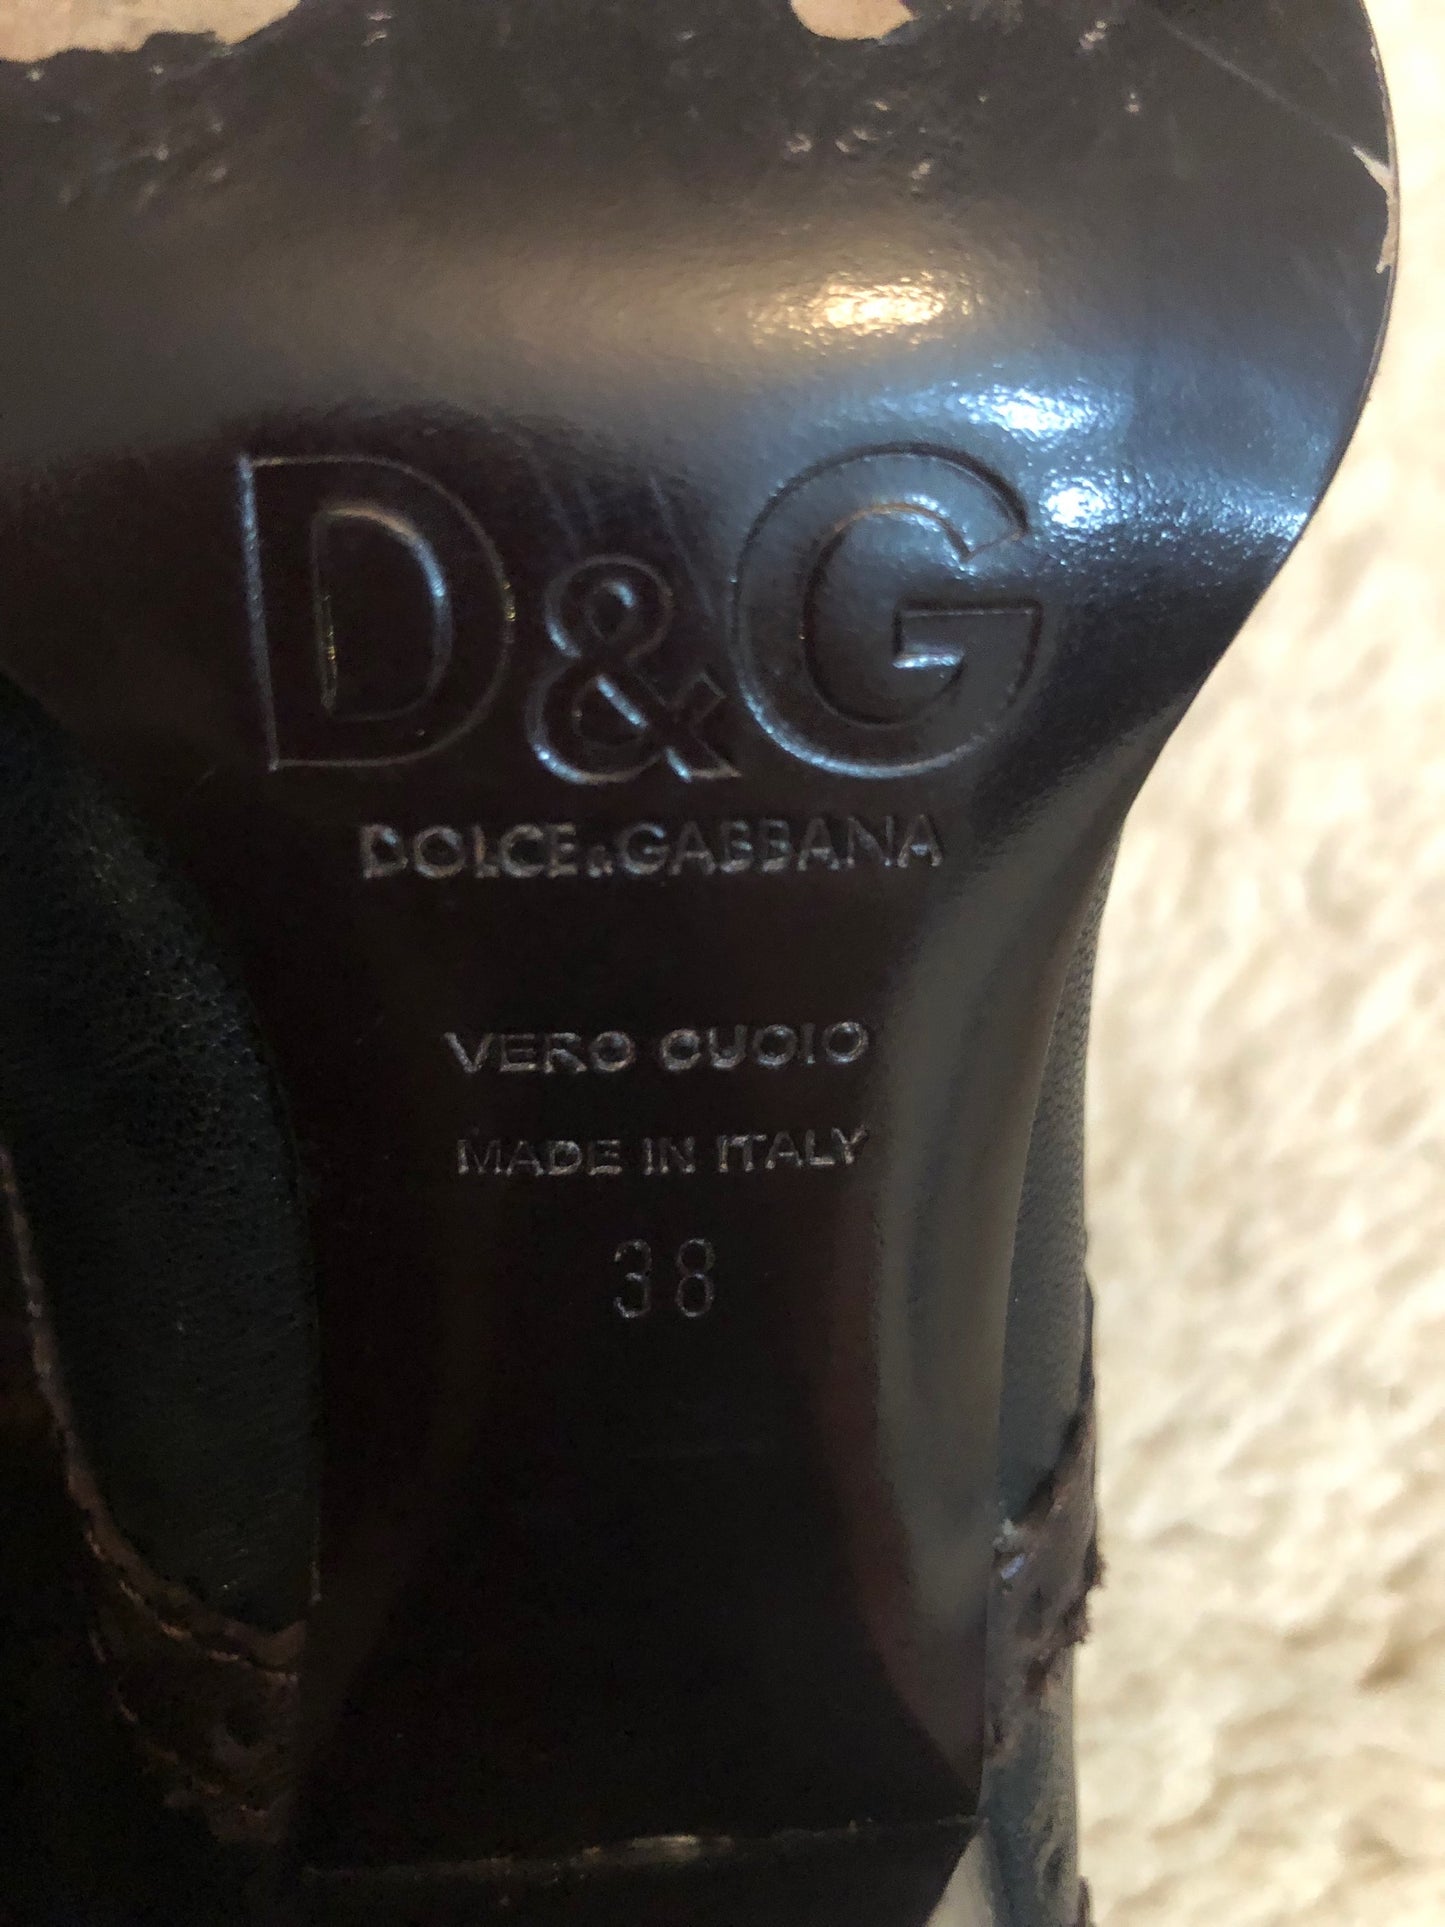 D&G
DOLCE&GABBANA
VERO CUOIO
MADE IN ITALY
38